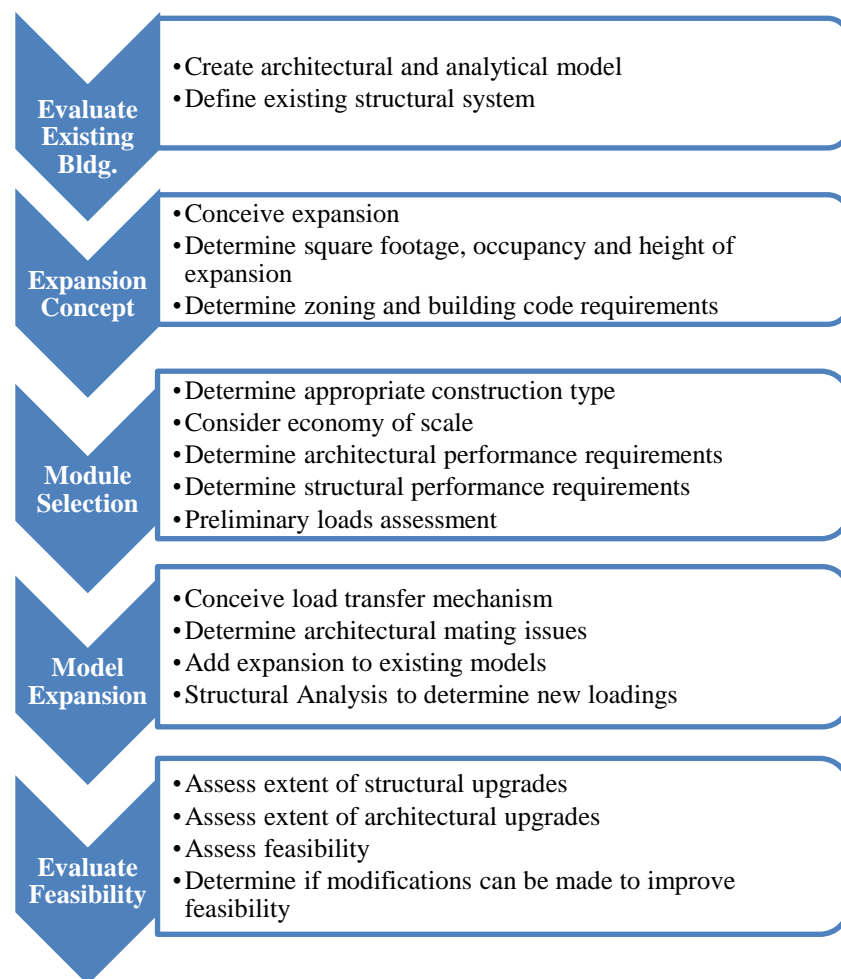 Evaluate
Existing
Bldg.
•Create architectural and analytical model
•Define existing structural system
Expansion
Concept
•Conceive expansion
•Determine square footage, occupancy and height of
expansion
•Determine zoning and building code requirements
Module
Selection
•Determine appropriate construction type
•Consider economy of scale
•Determine architectural performance requirements
•Determine structural performance requirements
•Preliminary loads assessment
Model
Expansion
•Conceive load transfer mechanism
•Determine architectural mating issues
•Add expansion to existing models
•Structural Analysis to determine new loadings
Evaluate
Feasibility
•Assess extent of structural upgrades
•Assess extent of architectural upgrades
•Assess feasibility
•Determine if modifications can be made to improve
feasibility